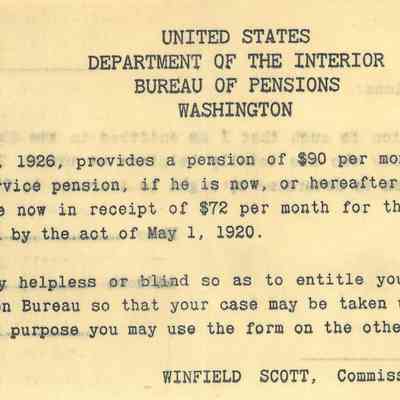 UNITED STATES
DEPARTMENT OF THE INTERIOR
BUREAU OF PENSIONS
WASHINGTON
, 1926, provides a pension of $90 per mo
rvice pension, if he is now, or hereafter
e now in receipt of $72 per month for th
by the act of May 1, 1920.
y helpless or blind so as to entitle you
on Bureau so that your case may be taken u
purpose you may use the form on the othe
WINFIELD SCOTT, Commiss